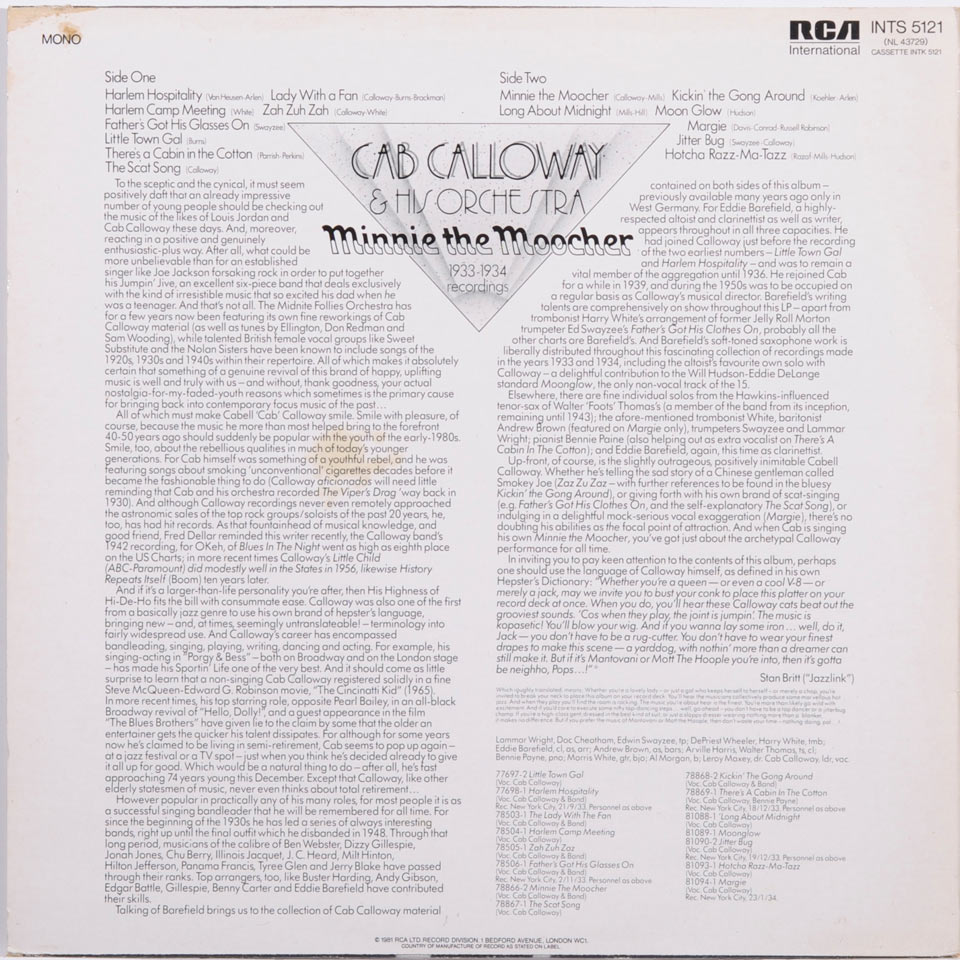 MONO
RCA
International
INTS 5121
(NL 43729)
CASSETTE INTK 5121
Side One
Harlem Hospitality (Van Heusen-Arlen) Lady With a Fan (Calloway-Burns-Brackman)
Harlem Camp Meeting (White) Zah Zuh Zah (Calloway-White)
Father's Got His Glasses On (Swayzee)
Little Town Gal (Burns)
There's a Cabin in the Cotton (Parrish-Perkins)
The Scat Song (Calloway)
Side Two
Minnie the Moocher (Calloway-Mills) Kickin' the Gong Around (Koehler-Arlen)
Long About Midnight (Mills-Hill) Moon Glow (Hudson)
Margie (Davis-Conrad-Russell Robinson)
Jitter Bug (Swayzee-Calloway)
Hotcha Razz-Ma-Tazz (Razaf-Mills-Hudson)
CAB CALLOWAY
& HIS ORCHESTRA
Minnie the Moocher
1933-1934
recordings
To the sceptic and the cynical, it must seem
positively daft that an already impressive
number of young people should be checking out
the music of the likes of Louis Jordan and
Cab Calloway these days. And, moreover,
reacting in a positive and genuinely
enthusiastic-plus way. After all, what could be
more unbelievable than for an established
singer like Joe Jackson forsaking rock in order to put together
his Jumpin' Jive, an excellent six-piece band that deals exclusively
with the kind of irresistible music that so excited his dad when he
was a teenager. And that's not all. The Midnite Follies Orchestra has
for a few years now been featuring its own fine reworkings of Cab
Calloway material (as well as tunes by Ellington, Don Redman and
Sam Wooding), while talented British female vocal groups like Sweet
Substitute and the Nolan Sisters have been known to include songs of the
1920s, 1930s and 1940s within their repertoire. All of which makes it absolutely
certain that something of a genuine revival of this brand of happy, uplifting
music is well and truly with us – and without, thank goodness, your actual
nostalgia-for-my-faded-youth reasons which sometimes is the primary cause
for bringing back into contemporary focus music of the past...
All of which must make Cabell 'Cab' Calloway smile. Smile with pleasure, of
course, because the music he more than most helped bring to the forefront
40-50 years ago should suddenly be popular with the youth of the early-1980s.
Smile, too, about the rebellious qualities in much of today's younger
generations. For Cab himself was something of a youthful rebel, and he was
featuring songs about smoking 'unconventional' cigarettes decades before it
became the fashionable thing to do (Calloway aficionados will need little
reminding that Cab and his orchestra recorded The Viper's Drag 'way back in
1930). And although Calloway recordings never even remotely approached
the astronomic sales of the top rock groups/soloists of the past 20 years, he,
too, has had hit records. As that fountainhead of musical knowledge, and
good friend, Fred Dellar reminded this writer recently, the Calloway band's
1942 recording, for OKeh, of Blues In The Night went as high as eighth place
on the US Charts; in more recent times Calloway's Little Child
(ABC-Paramount) did modestly well in the States in 1956, likewise History
Repeats Itself (Boom) ten years later.
And if it's a larger-than-life personality you're after, then His Highness of
Hi-De-Ho fits the bill with consummate ease. Calloway was also one of the first
from a basically jazz genre to use his own brand of hepster's language,
bringing new – and, at times, seemingly untranslateable! – terminology into
fairly widespread use. And Calloway's career has encompassed
bandleading, singing, playing, writing, dancing and acting. For example, his
singing-acting in "Porgy & Bess" – both on Broadway and on the London stage
– has made his Sportin' Life one of the very best. And it should come as little
surprise to learn that a non-singing Cab Calloway registered solidly in a fine
Steve McQueen-Edward G. Robinson movie, "The Cincinatti Kid" (1965).
In more recent times, his top starring role, opposite Pearl Bailey, in an all-black
Broadway revival of "Hello, Dolly!", and a guest appearance in the film
"The Blues Brothers" have given lie to the claim by some that the older an
entertainer gets the quicker his talent dissipates. For although for some years
now he's claimed to be living in semi-retirement, Cab seems to pop up again –
at a jazz festival or a TV spot – just when you think he's decided already to give
it all up for good. Which would be a natural thing to do – after all, he's fast
approaching 74 years young this December. Except that Calloway, like other
elderly statesmen of music, never even thinks about total retirement...
However popular in practically any of his many roles, for most people it is as
a successful singing bandleader that he will be remembered for all time. For
since the beginning of the 1930s he has led a series of always interesting
bands, right up until the final outfit which he disbanded in 1948. Through that
long period, musicians of the calibre of Ben Webster, Dizzy Gillespie,
Jonah Jones, Chu Berry, Illinois Jacquet, J. C. Heard, Milt Hinton,
Hilton Jefferson, Panama Francis, Tyree Glen and Jerry Blake have passed
through their ranks. Top arrangers, too, like Buster Harding, Andy Gibson,
Edgar Battle, Gillespie, Benny Carter and Eddie Barefield have contributed
their skills.
Talking of Barefield brings us to the collection of Cab Calloway material
contained on both sides of this album –
previously available many years ago only in
West Germany. For Eddie Barefield, a highly-
respected altoist and clarinettist as well as writer,
appears throughout in all three capacities. He
had joined Calloway just before the recording
of the two earliest numbers – Little Town Gal
and Harlem Hospitality – and was to remain a
vital member of the aggregation until 1936. He rejoined Cab
for a while in 1939, and during the 1950s was to be occupied on
a regular basis as Calloway's musical director. Barefield's writing
talents are comprehensively on show throughout this LP – apart from
trombonist Harry White's arrangement of former Jelly Roll Morton
trumpeter Ed Swayzee's Father's Got His Clothes On, probably all the
other charts are Barefield's. And Barefield's soft-toned saxophone work is
liberally distributed throughout this fascinating collection of recordings made
in the years 1933 and 1934, including the altoist's favourite own solo with
Calloway – a delightful contribution to the Will Hudson-Eddie DeLange
standard Moonglow, the only non-vocal track of the 15.
Elsewhere, there are fine individual solos from the Hawkins-influenced
tenor-sax of Walter 'Foots' Thomas's (a member of the band from its inception,
remaining until 1943); the afore-mentioned trombonist White, baritonist
Andrew Brown (featured on Margie only), trumpeters Swayzee and Lammar
Wright; pianist Bennie Paine (also helping out as extra vocalist on There's A
Cabin In The Cotton); and Eddie Barefield, again, this time as clarinettist.
Up-front, of course, is the slightly outrageous, positively inimitable Cabell
Calloway. Whether he's telling the sad story of a Chinese gentleman called
Smokey Joe (Zaz Zu Zaz – with further references to be found in the bluesy
Kickin' the Gong Around), or giving forth with his own brand of scat-singing
(e.g. Father's Got His Clothes On, and the self-explanatory The Scat Song), or
indulging in a delightful mock-serious vocal exaggeration (Margie), there's no
doubting his abilities as the focal point of attraction. And when Cab is singing
his own Minnie the Moocher, you've got just about the archetypal Calloway
performance for all time.
In inviting you to pay keen attention to the contents of this album, perhaps
one should use the language of Calloway himself, as defined in his own
Hepster's Dictionary: "Whether you're a queen — or even a cool V-8 — or
merely a jack, may we invite you to bust your conk to place this platter on your
record deck at once. When you do, you'll hear these Calloway cats beat out the
grooviest sounds. 'Cos when they play, the joint is jumpin'. The music is
kopasetic! You'll blow your wig. And if you wanna lay some iron ... well, do it,
Jack — you don't have to be a rug-cutter. You don't have to wear your finest
drapes to make this scene — a yarddog, with nothin' more than a dreamer can
still make it. But if it's Mantovani or Mott The Hoople you're into, then it's gotta
be neighho, Pops...!"
Stan Britt ("Jazzlink")
Lammar Wright, Doc Cheatham, Edwin Swayzee, tp; DePriest Wheeler, Harry White, tmb;
Eddie Barefield, cl, as, arr; Andrew Brown, as, bars; Arville Harris, Walter Thomas, ts, cl;
Bennie Payne, pno; Morris White, gtr, bjo; Al Morgan, b; Leroy Maxey, dr; Cab Calloway, ldr, voc.
77697-2 Little Town Gal
(Voc. Cab Calloway)
77698-1 Harlem Hospitality
(Voc. Cab Calloway & Band)
Rec. New York City, 21/9/33. Personnel as above
78503-1 The Lady With The Fan
(Voc. Cab Calloway & Band)
78504-1 Harlem Camp Meeting
(Voc. Cab Calloway)
78505-1 Zah Zuh Zaz
(Voc. Cab Calloway & Band)
78506-1 Father's Got His Glasses On
(Voc. Cab Calloway & Band)
Rec. New York City, 2/11/33. Personnel as above
78866-2 Minnie The Moocher
(Voc. Cab Calloway & Band)
78867-1 The Scat Song
(Voc. Cab Calloway)
78868-2 Kickin' The Gong Around
(Voc. Cab Calloway & Band)
78869-1 There's A Cabin In The Cotton
(Voc. Cab Calloway, Bennie Payne)
Rec. New York City, 18/12/33. Personnel as above
81088-1 'Long About Midnight
(Voc. Cab Calloway)
81089-1 Moonglow
81090-2 Jitter Bug
(Voc. Cab Calloway)
Rec. New York City, 19/12/33. Personnel as above
81093-1 Hotcha Razz-Ma-Tazz
(Voc. Cab Calloway)
81094-1 Margie
(Voc. Cab Calloway)
Rec. New York City, 23/1/34.
© 1981 RCA LTD. RECORD DIVISION. 1 BEDFORD AVENUE, LONDON WC1.
COUNTRY OF MANUFACTURE OF RECORD AS STATED ON LABEL.